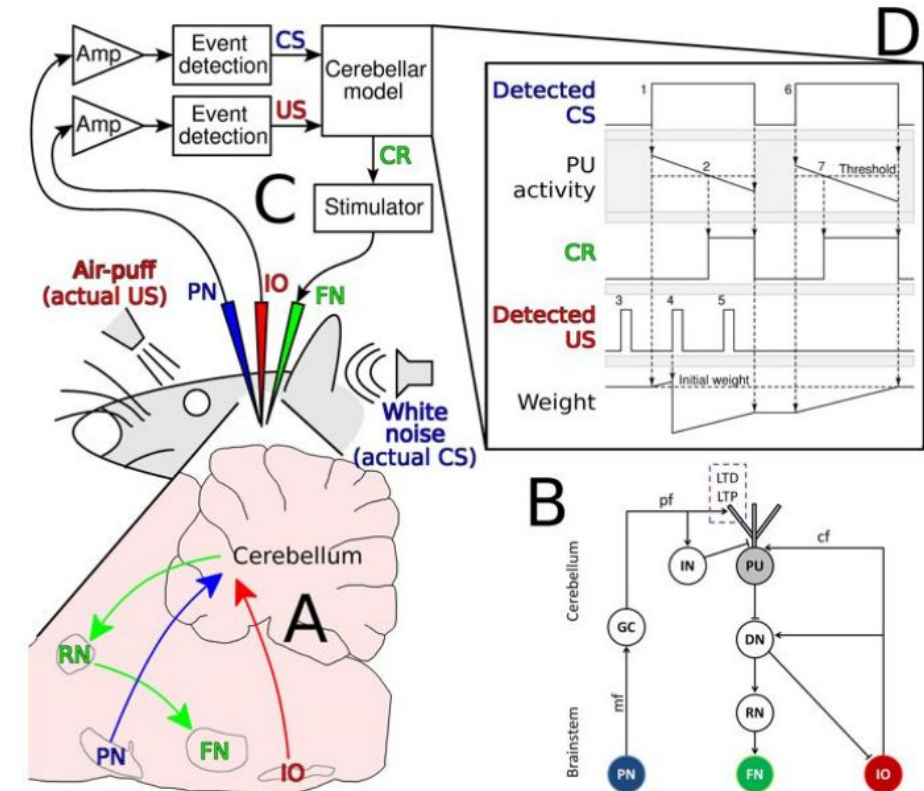 Amp
Event
detection
CS
Cerebellar
model
Amp
Event
detection
US
CR
C
Stimulator
Air-puff
(actual US)
PN
IO
FN
White
noise
(actual CS)
D
Detected
CS
1
6
PU
activity
2
7
Threshold
CR
Detected
US
3
4
5
Initial weight
Weight
A
Cerebellum
RN
PN
FN
IO
B
LTD
LTP
pf
cf
IN
PU
Cerebellum
GC
DN
mf
RN
Brainstem
PN
FN
IO